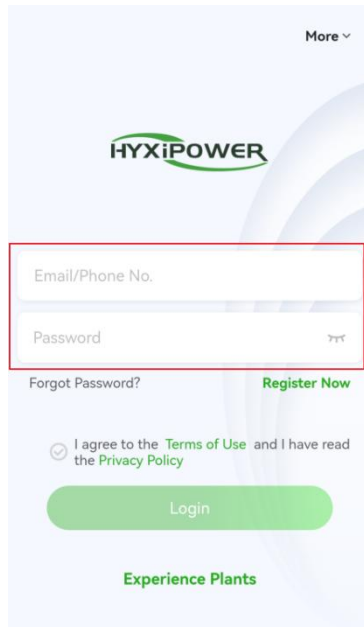 More
HYXiPOWER
Email/Phone No.
Password
Forgot Password?
Register Now
I agree to the Terms of Use and I have read
the Privacy Policy
Login
Experience Plants